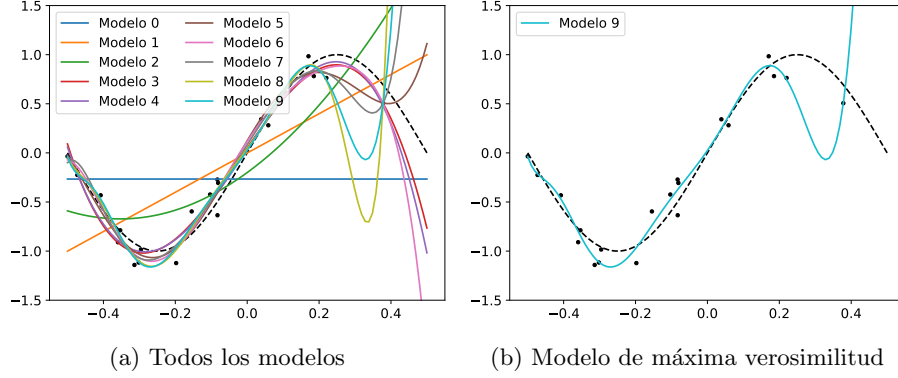 Modelo 0
Modelo 1
Modelo 2
Modelo 3
Modelo 4
Modelo 5
Modelo 6
Modelo 7
Modelo 8
Modelo 9
1.5
1.0
0.5
0.0
−0.5
−1.0
−1.5
−0.4 −0.2 0.0 0.2 0.4
(a) Todos los modelos
Modelo 9
1.5
1.0
0.5
0.0
−0.5
−1.0
−1.5
−0.4 −0.2 0.0 0.2 0.4
(b) Modelo de máxima verosimilitud